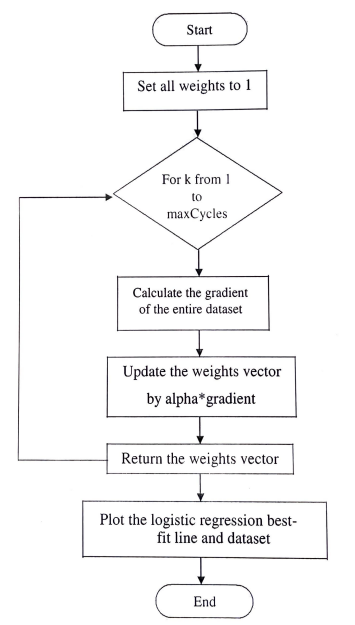 Start
Set all weights to 1
For k from 1
to
maxCycles
Calculate the gradient
of the entire dataset
Update the weights vector
by alpha*gradient
Return the weights vector
Plot the logistic regression best-
fit line and dataset
End